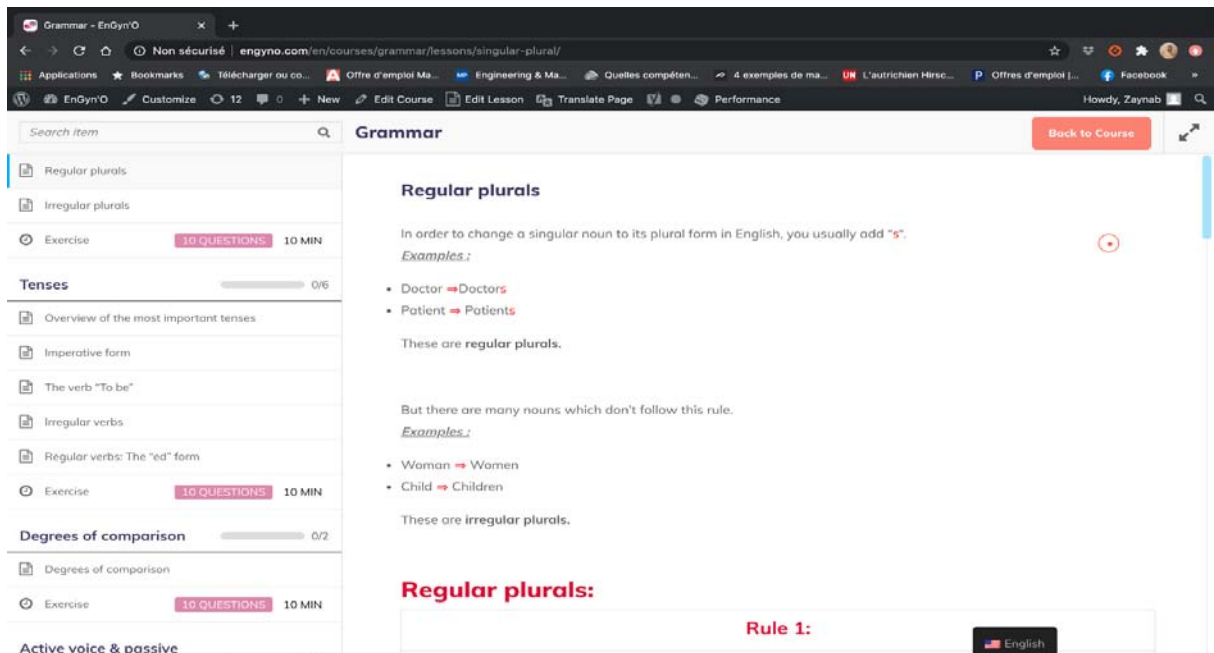 Grammar - EnGyn'O
Non sécurisé | engyno.com/en/courses/grammar/lessons/singular-plural/
Applications Bookmarks Télécharger ou co... Offre d'emploi Ma... Engineering & Ma... Quelles compéten... 4 exemples de ma... L'autrichien Hirsc... Offres d'emploi |... Facebook »
EnGyn'O Customize 12 0 + New Edit Course Edit Lesson Translate Page Performance Howdy, Zaynab
Search item
Grammar
Back to Course
Regular plurals
Irregular plurals
Exercise 10 QUESTIONS 10 MIN
Tenses 0/6
Overview of the most important tenses
Imperative form
The verb "To be"
Irregular verbs
Regular verbs: The "ed" form
Exercise 10 QUESTIONS 10 MIN
Degrees of comparison 0/2
Degrees of comparison
Exercise 10 QUESTIONS 10 MIN
Active voice & passive
Regular plurals
In order to change a singular noun to its plural form in English, you usually add "s".
Examples :
• Doctor ⇒Doctors
• Patient ⇒ Patients
These are regular plurals.
But there are many nouns which don't follow this rule.
Examples :
• Woman ⇒ Women
• Child ⇒ Children
These are irregular plurals.
Regular plurals:
Rule 1:
English